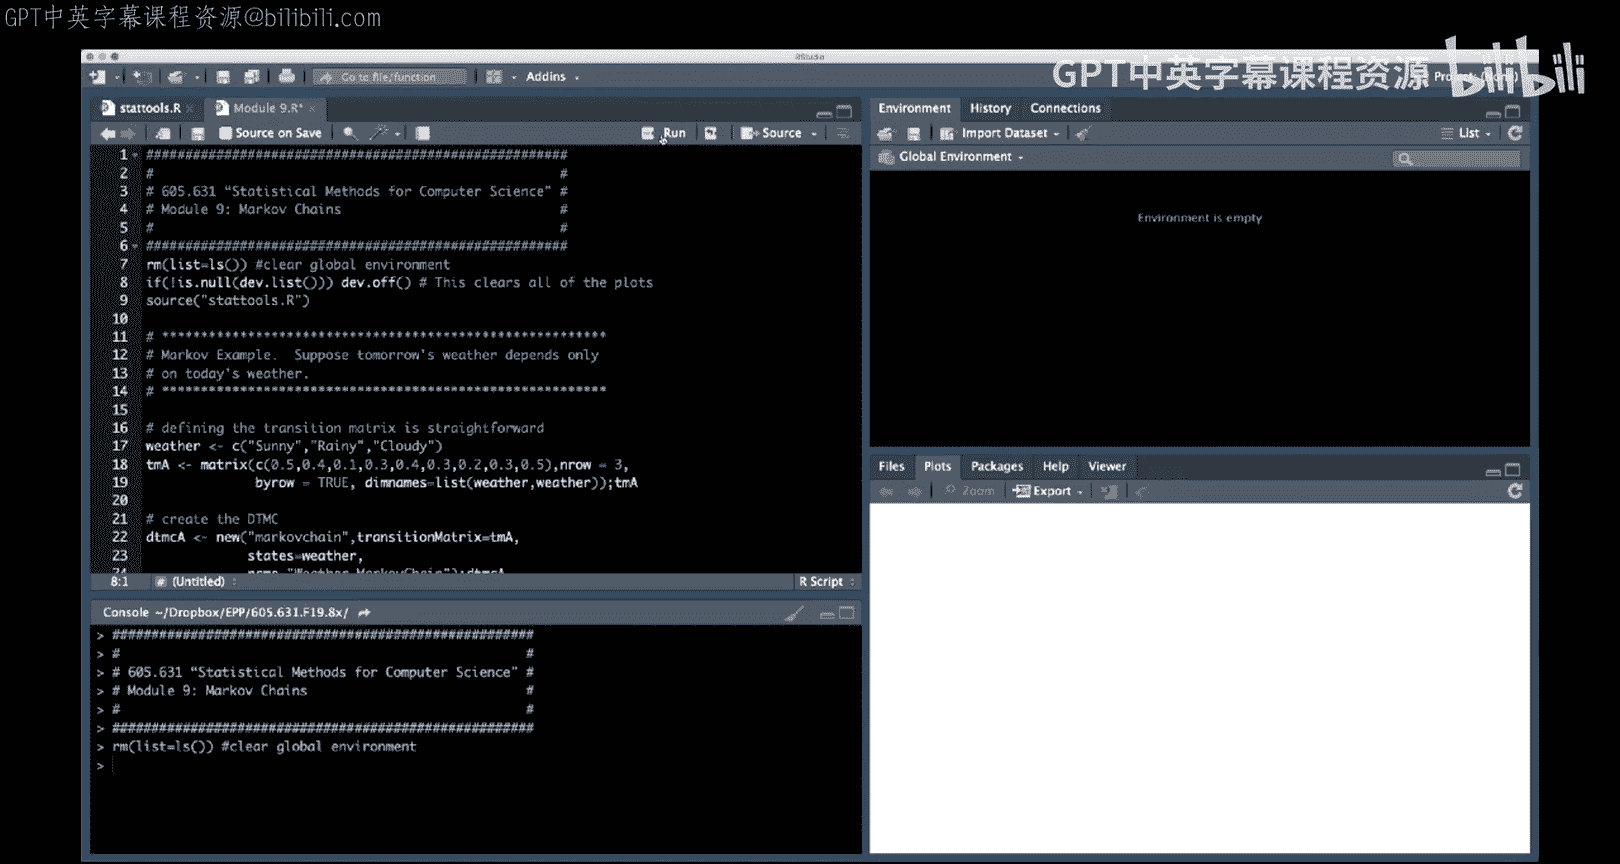 GPT中英字幕课程资源@bilibili.com
RStudio
GPT中英字幕课程资源 bilibili
Go to file/function Addins
stattools.R Module 9.R*
Source on Save Run Source
1 ######################################################
2 # #
3 # 605.631 “Statistical Methods for Computer Science” #
4 # Module 9: Markov Chains #
5 # #
6 ######################################################
7 rm(list=ls()) #clear global environment
8 if(!is.null(dev.list())) dev.off() # This clears all of the plots
9 source("stattools.R")
10
11 # *********************************************************
12 # Markov Example. Suppose tomorrow's weather depends only
13 # on today's weather.
14 # *********************************************************
15
16 # defining the transition matrix is straightforward
17 weather <- c("Sunny","Rainy","Cloudy")
18 tmA <- matrix(c(0.5,0.4,0.1,0.3,0.4,0.3,0.2,0.3,0.5),nrow = 3,
19 byrow = TRUE, dimnames=list(weather,weather));tmA
20
21 # create the DTMC
22 dtmcA <- new("markovchain",transitionMatrix=tmA,
23 states=weather,
8:1 # (Untitled) R Script
Console ~/Dropbox/EPP/605.631.F19.8x/
> ######################################################
> # #
> # 605.631 “Statistical Methods for Computer Science” #
> # Module 9: Markov Chains #
> # #
> ######################################################
> rm(list=ls()) #clear global environment
>
Environment History Connections
Import Dataset List
Global Environment
Environment is empty
Files Plots Packages Help Viewer
Zoom Export